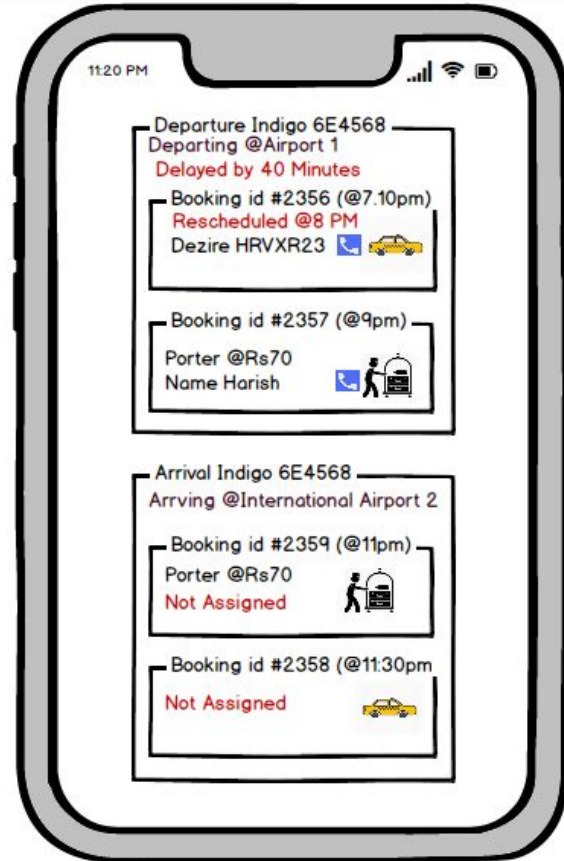 11:20 PM
Departure Indigo 6E4568
Departing @Airport 1
Delayed by 40 Minutes
Booking id #2356 (@7.10pm)
Rescheduled @8 PM
Dezire HRVXR23
Booking id #2357 (@9pm)
Porter @Rs70
Name Harish
Arrival Indigo 6E4568
Arrving @International Airport 2
Booking id #2359 (@11pm)
Porter @Rs70
Not Assigned
Booking id #2358 (@11:30pm
Not Assigned